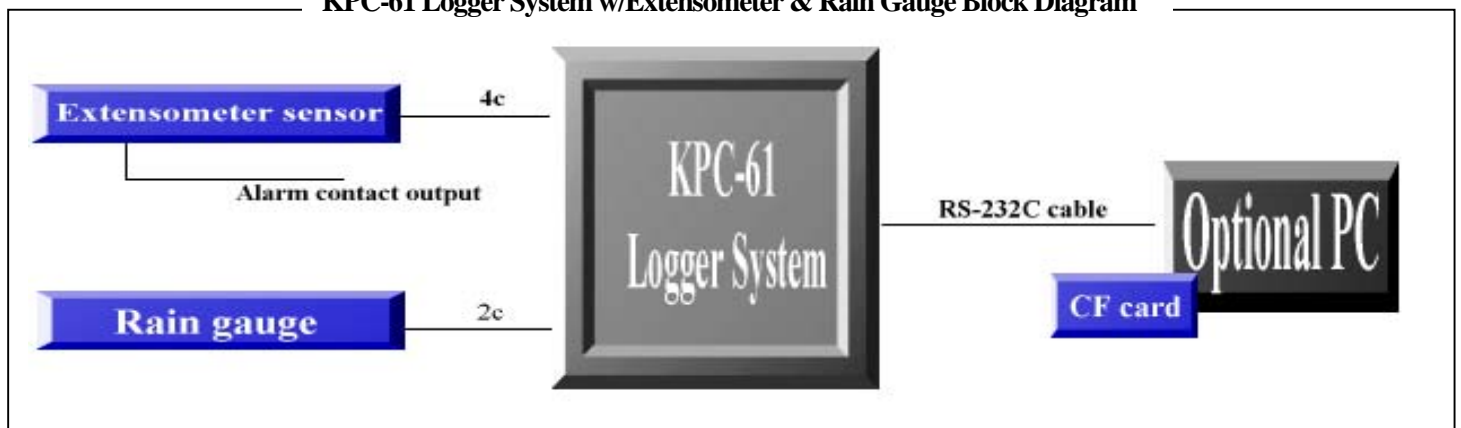 KPC-61 Logger System w/Extensometer & Rain Gauge Block Diagram
Extensometer sensor
4c
Alarm contact output
KPC-61
Logger System
RS-232C cable
Optional PC
CF card
Rain gauge
2c